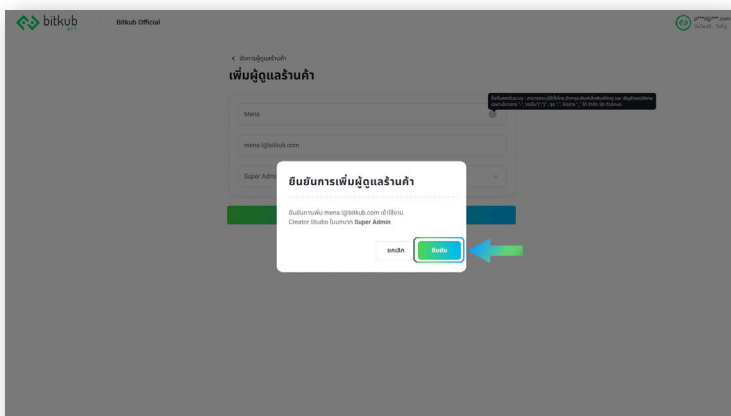 bitkub
NFT
Bitkub Official
จัดการผู้ดูแลร้านค้า
เพิ่มผู้ดูแลร้านค้า
Mena
mena.l@bitkub.com
Super Adm
ยืนยันการเพิ่มผู้ดูแลร้านค้า
ยืนยันการเพิ่ม mena.l@bitkub.com เข้าใช้งาน
Creator Studio ในบทบาท Super Admin
ยกเลิก
ยืนยัน